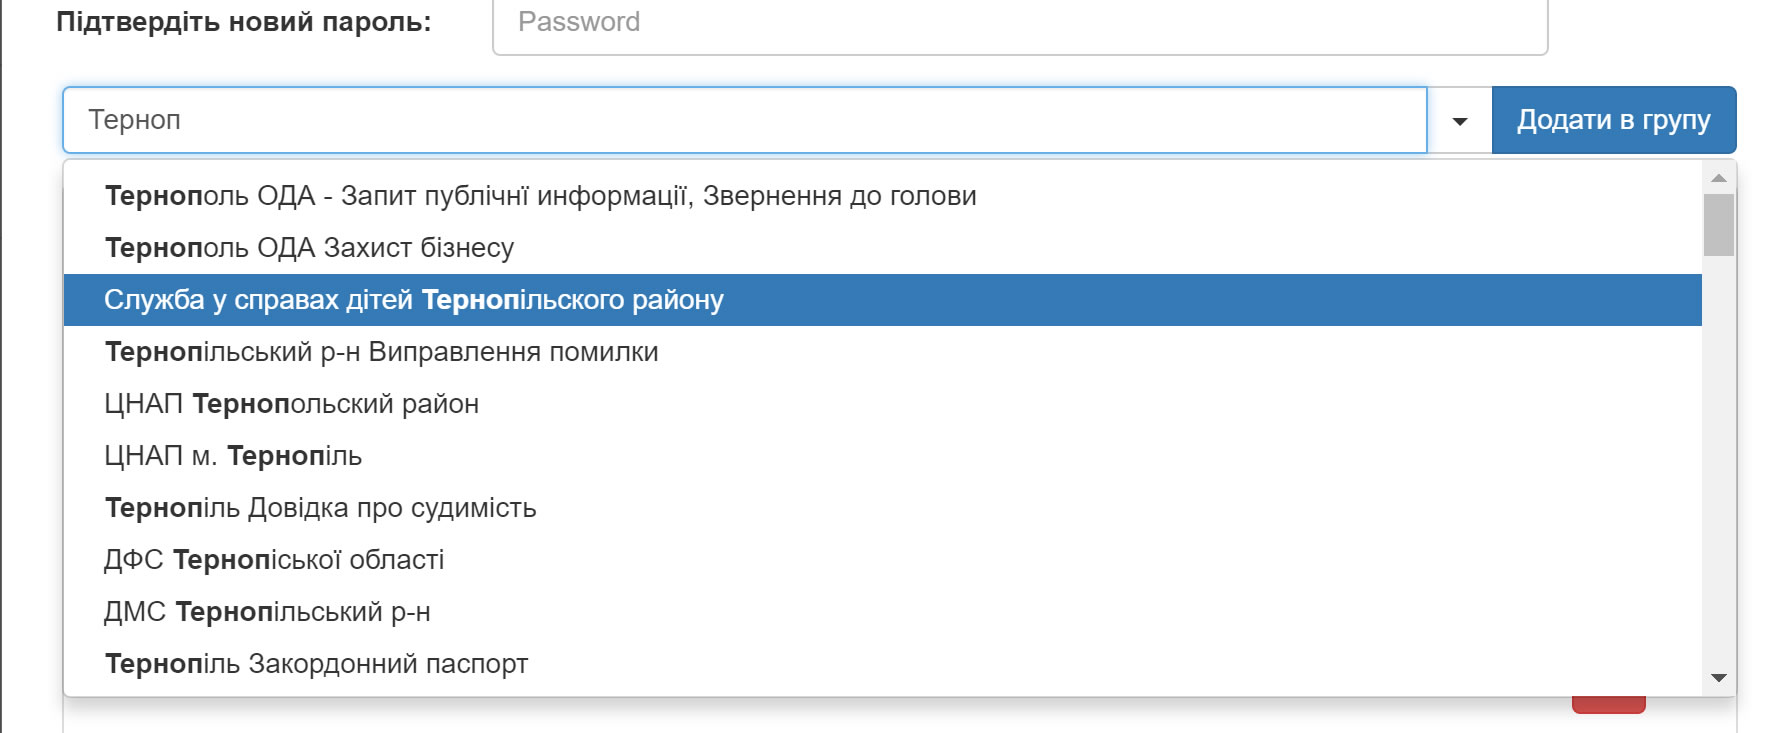 Підтвердіть новий пароль:
Password
Терноп
Додати в групу
Тернополь ОДА - Запит публічнї информації, Звернення до голови
Тернополь ОДА Захист бізнесу
Служба у справах дітей Тернопільского району
Тернопільський р-н Виправлення помилки
ЦНАП Тернопольский район
ЦНАП м. Тернопіль
Тернопіль Довідка про судимість
ДФС Тернопіської області
ДМС Тернопільський р-н
Тернопіль Закордонний паспорт